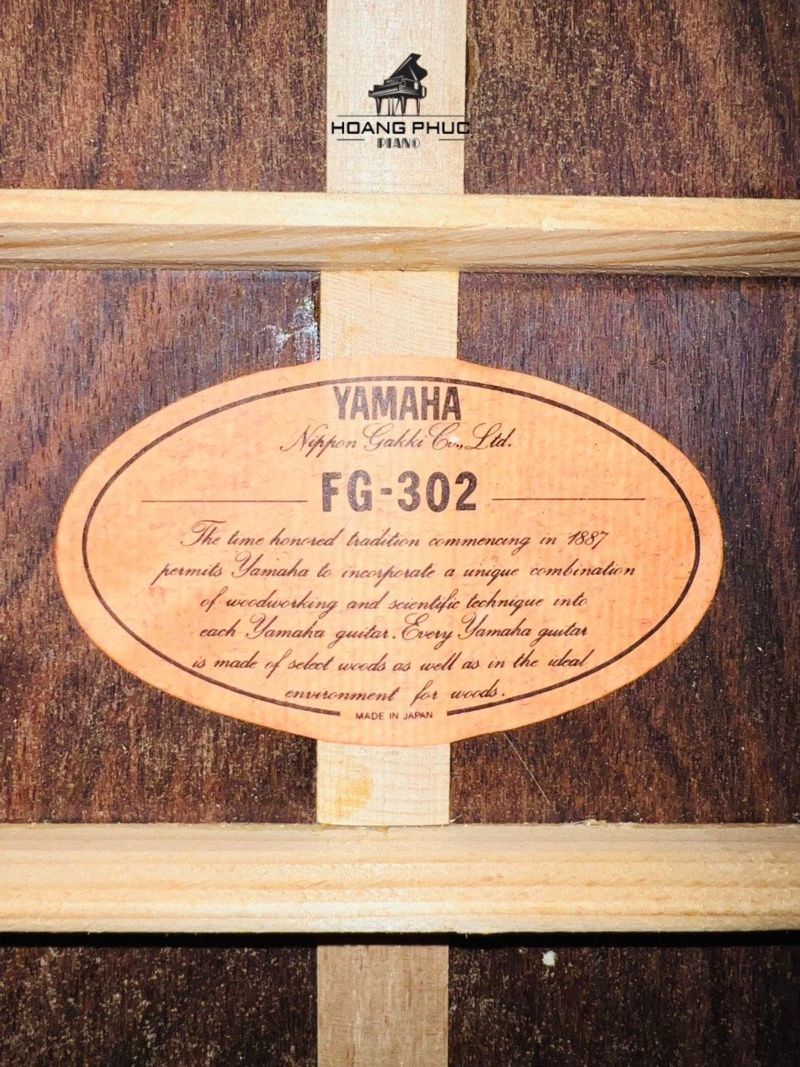 HOANG PHUC
PIANO
YAMAHA
Nippon Gakki Co., Ltd.
FG-302
The time honored tradition commencing in 1887
permits Yamaha to incorporate a unique combination
of woodworking and scientific technique into
each Yamaha guitar. Every Yamaha guitar
is made of select woods as well as in the ideal
environment for woods.
MADE IN JAPAN